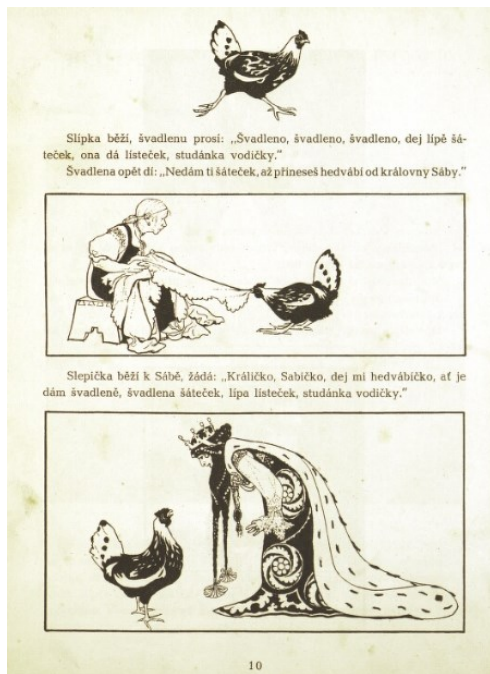 Slípka běží, švadlenu prosí: „Švadleno, švadleno, švadleno, dej lípě šá-
teček, ona dá lísteček, studánka vodičky."
Švadlena opět dí: „Nedám ti šáteček, až přineseš hedvábí od královny Sáby."
Slepička běží k Sábě, žádá: „Králičko, Sabičko, dej mi hedvábíčko, ať je
dám švadleně, švadlena šáteček, lípa lísteček, studánka vodičky."
10